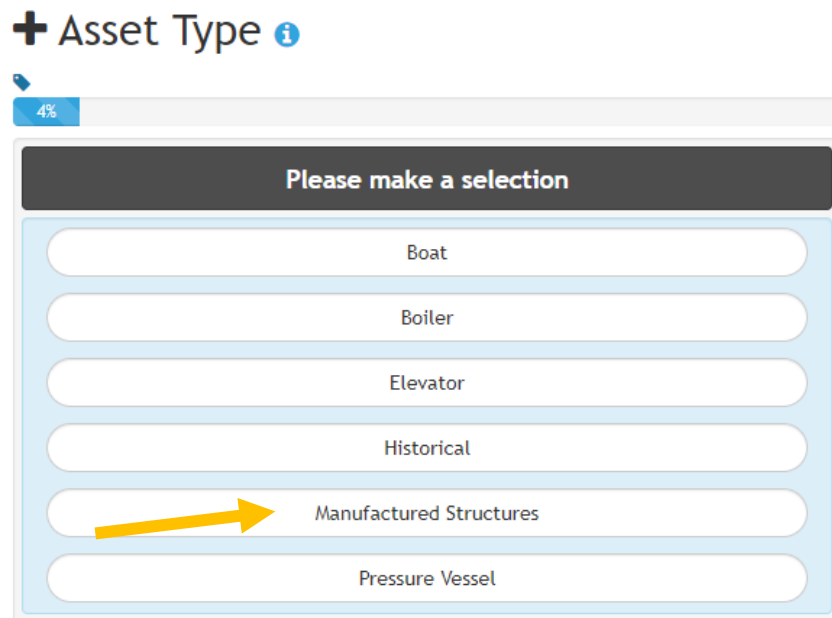 Asset Type
4%
Please make a selection
Boat
Boiler
Elevator
Historical
Manufactured Structures
Pressure Vessel